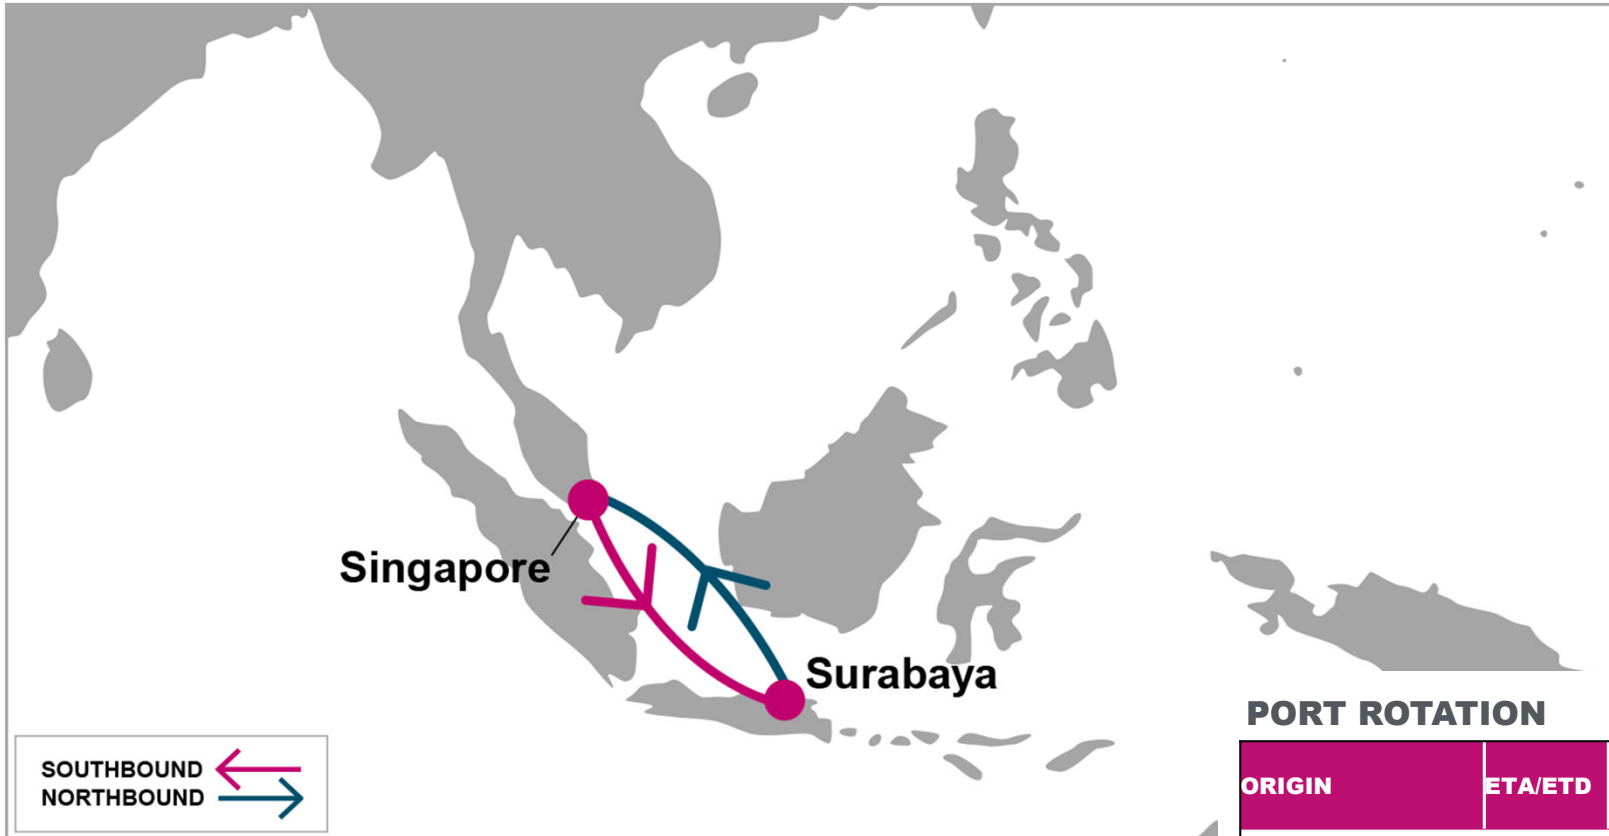 Singapore
Surabaya
PORT ROTATION
ORIGIN ETA/ETD
SOUTHBOUND
NORTHBOUND